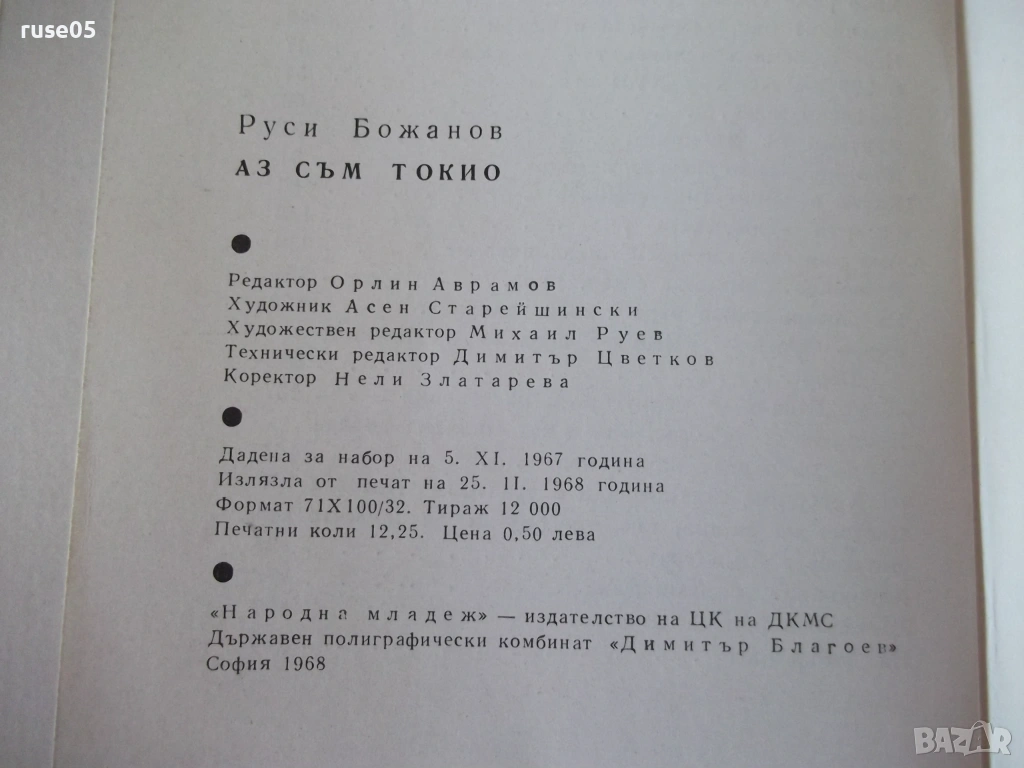 ruse05
Руси Божанов
АЗ СЪМ ТОКИО
Редактор Орлин Аврамов
Художник Асен Старейшински
Художествен редактор Михаил Руев
Технически редактор Димитър Цветков
Коректор Нели Златарева
Дадена за набор на 5. XI. 1967 година
Излязла от печат на 25. II. 1968 година
Формат 71X100/32. Тираж 12 000
Печатни коли 12,25. Цена 0,50 лева
«Народна младеж» — издателство на ЦК на ДКМС
Държавен полиграфически комбинат «Димитър Благоев»
София 1968
BAZAR